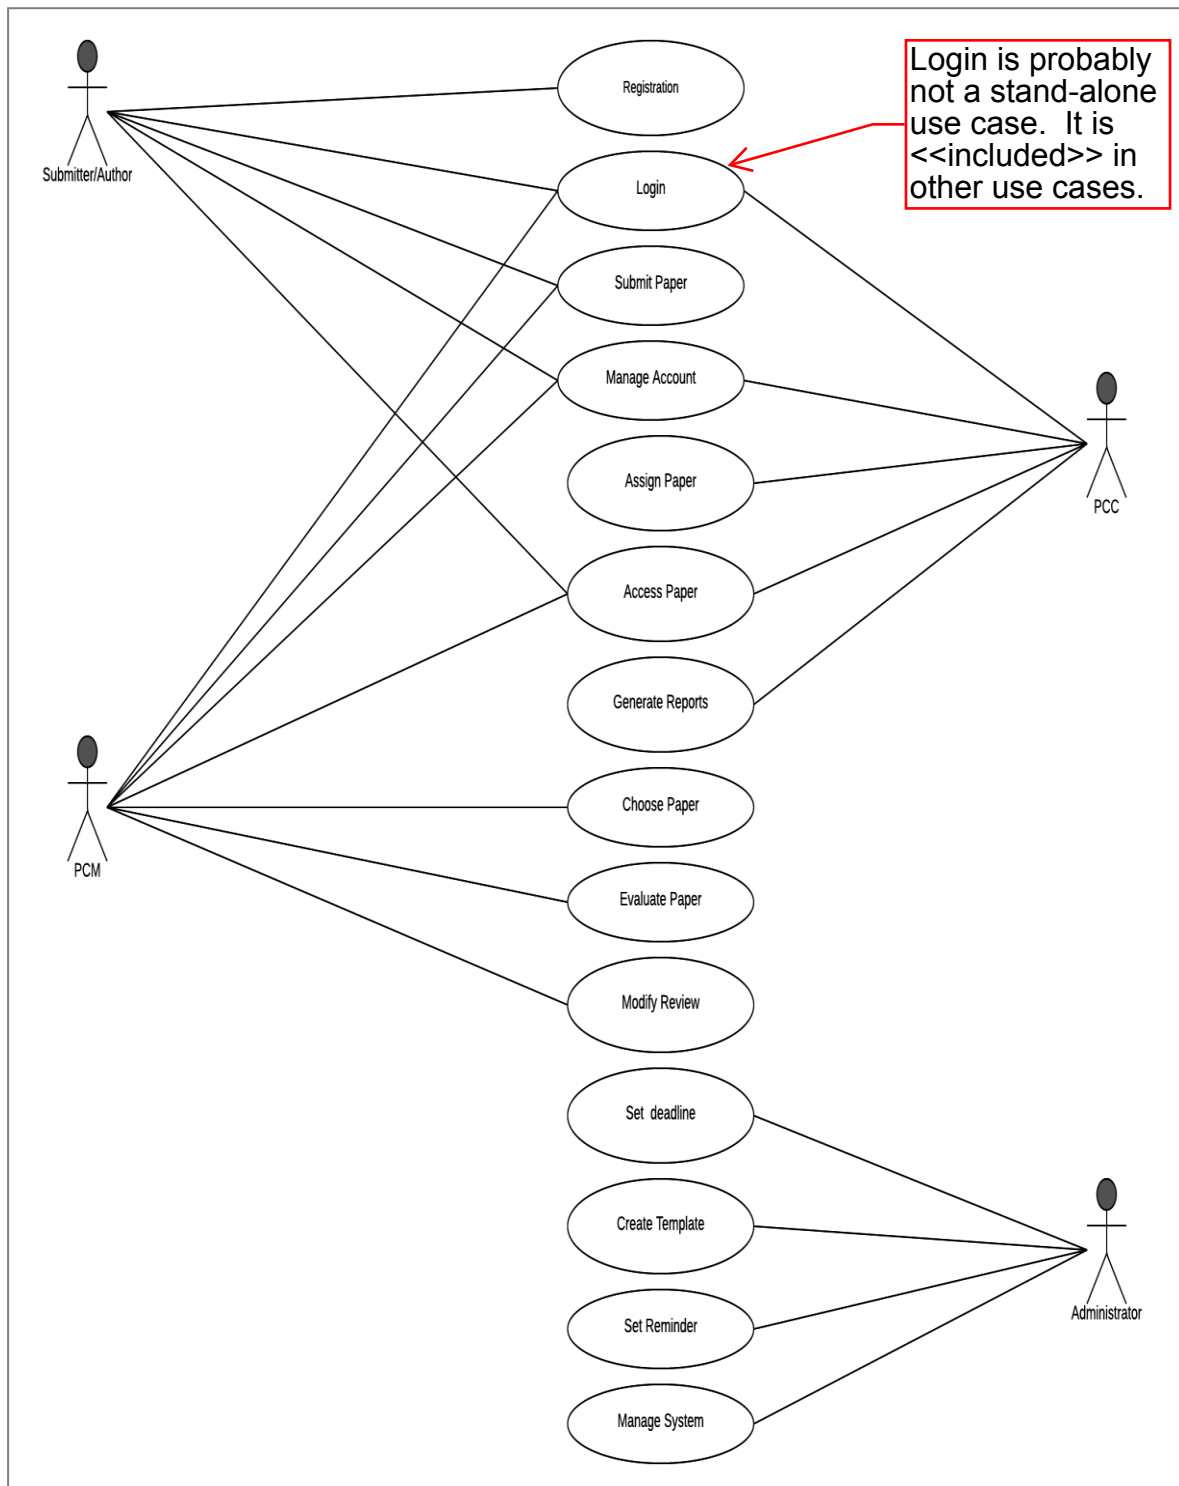 Login is probably
not a stand-alone
use case.  It is
<<included>> in
other use cases.
Registration
Submitter/Author
Login
Submit Paper
Manage Account
Assign Paper
PCC
Access Paper
Generate Reports
Choose Paper
PCM
Evaluate Paper
Modify Review
Set  deadline
Create Template
Administrator
Set Reminder
Manage System